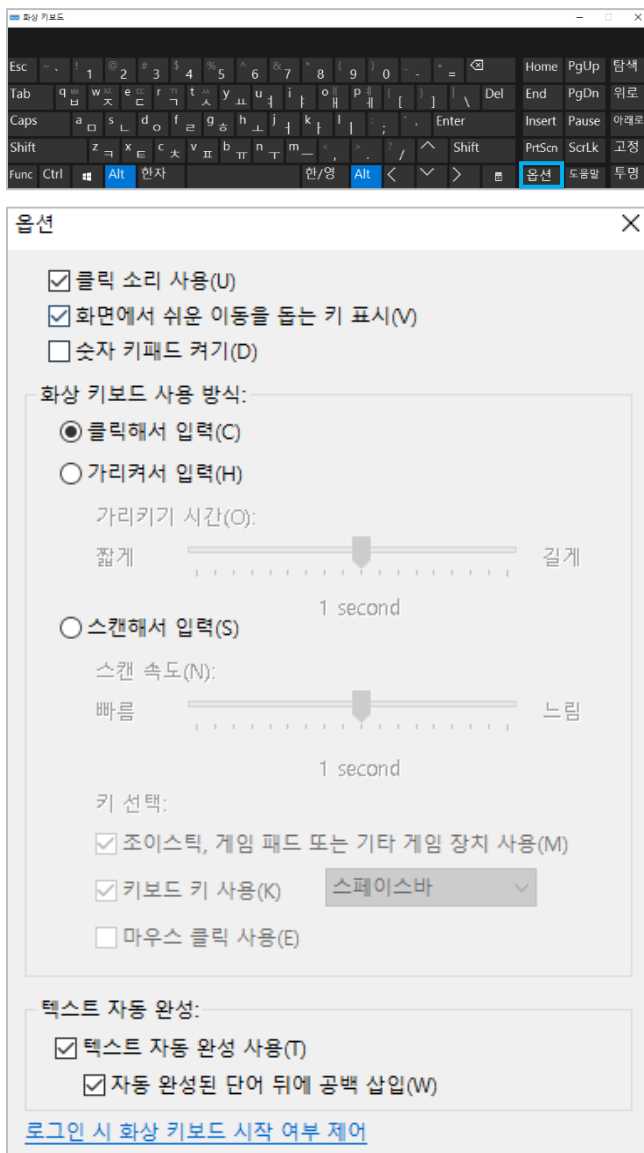 화상 키보드
Esc ~ ` ! 1 @ 2 # 3 $ 4 % 5 ^ 6 & 7 * 8 ( 9 ) 0 _ - + = Home PgUp 탐색
Tab q ㅂ ㅃ w ㅈ ㅉ e ㄷ ㄸ r ㄱ ㄲ t ㅅ ㅆ y ㅛ u ㅕ i ㅑ o ㅐ ㅒ p ㅔ ㅖ { [ } ] | \ Del End PgDn 위로
Caps a ㅁ s ㄴ d ㅇ f ㄹ g ㅎ h ㅗ j ㅓ k ㅏ l ㅣ : ; " ' Enter Insert Pause 아래로
Shift z ㅋ x ㅌ c ㅊ v ㅍ b ㅠ n ㅜ m ㅡ < , > . ? / Shift PrtScn ScrLk 고정
Func Ctrl Alt 한자 한/영 Alt 옵션 도움말 투명
옵션
클릭 소리 사용(U)
화면에서 쉬운 이동을 돕는 키 표시(V)
숫자 키패드 켜기(D)
화상 키보드 사용 방식:
클릭해서 입력(C)
가리켜서 입력(H)
가리키기 시간(O):
짧게 길게
1 second
스캔해서 입력(S)
스캔 속도(N):
빠름 느림
1 second
키 선택:
조이스틱, 게임 패드 또는 기타 게임 장치 사용(M)
키보드 키 사용(K) 스페이스바
마우스 클릭 사용(E)
텍스트 자동 완성:
텍스트 자동 완성 사용(T)
자동 완성된 단어 뒤에 공백 삽입(W)
로그인 시 화상 키보드 시작 여부 제어